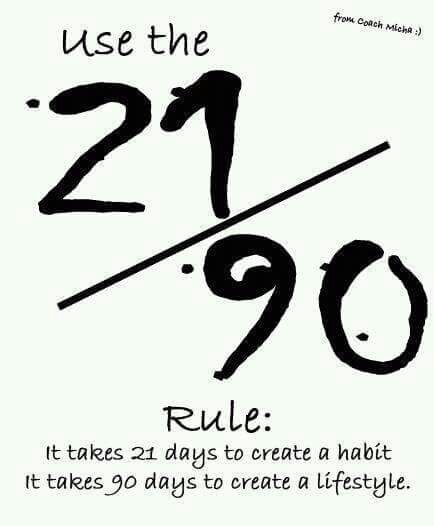 from Coach Micha :)
Use the
21
90
Rule:
It takes 21 days to create a habit
It takes 90 days to create a lifestyle.